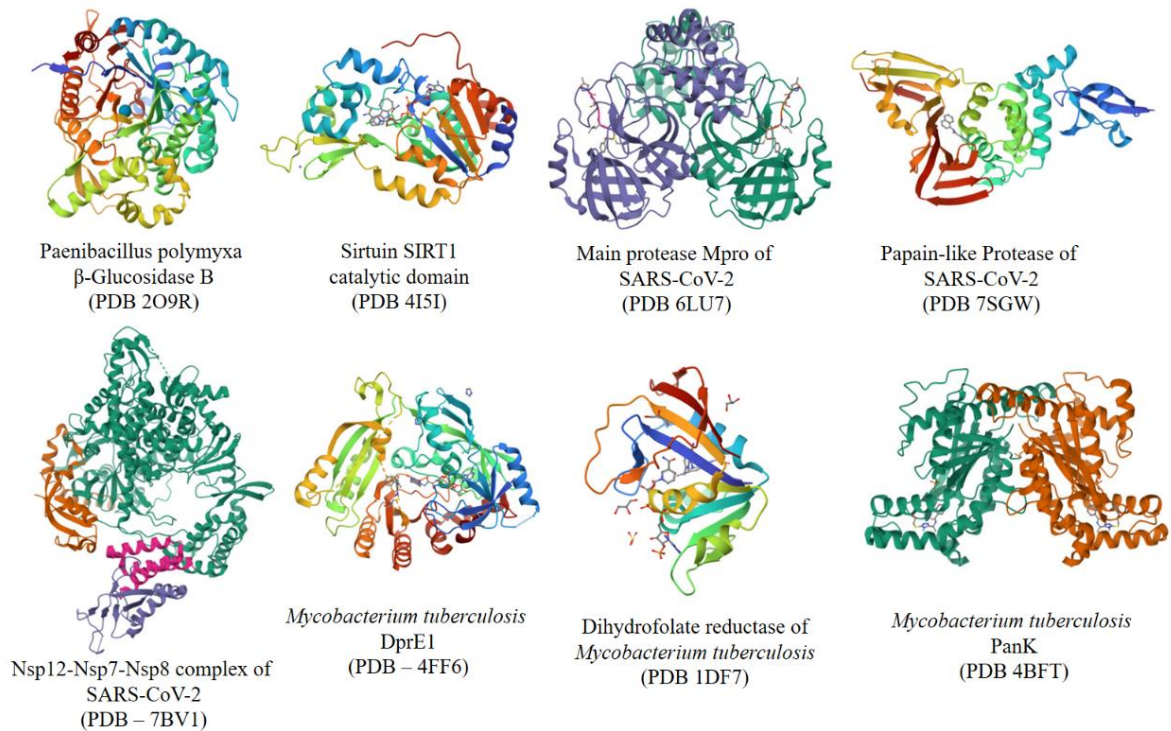 Paenibacillus polymyxa
β-Glucosidase B
(PDB 2O9R)
Sirtuin SIRT1
catalytic domain
(PDB 4I5I)
Main protease Mpro of
SARS-CoV-2
(PDB 6LU7)
Papain-like Protease of
SARS-CoV-2
(PDB 7SGW)
Nsp12-Nsp7-Nsp8 complex of
SARS-CoV-2
(PDB – 7BV1)
Mycobacterium tuberculosis
DprE1
(PDB – 4FF6)
Dihydrofolate reductase of
Mycobacterium tuberculosis
(PDB 1DF7)
Mycobacterium tuberculosis
PanK
(PDB 4BFT)